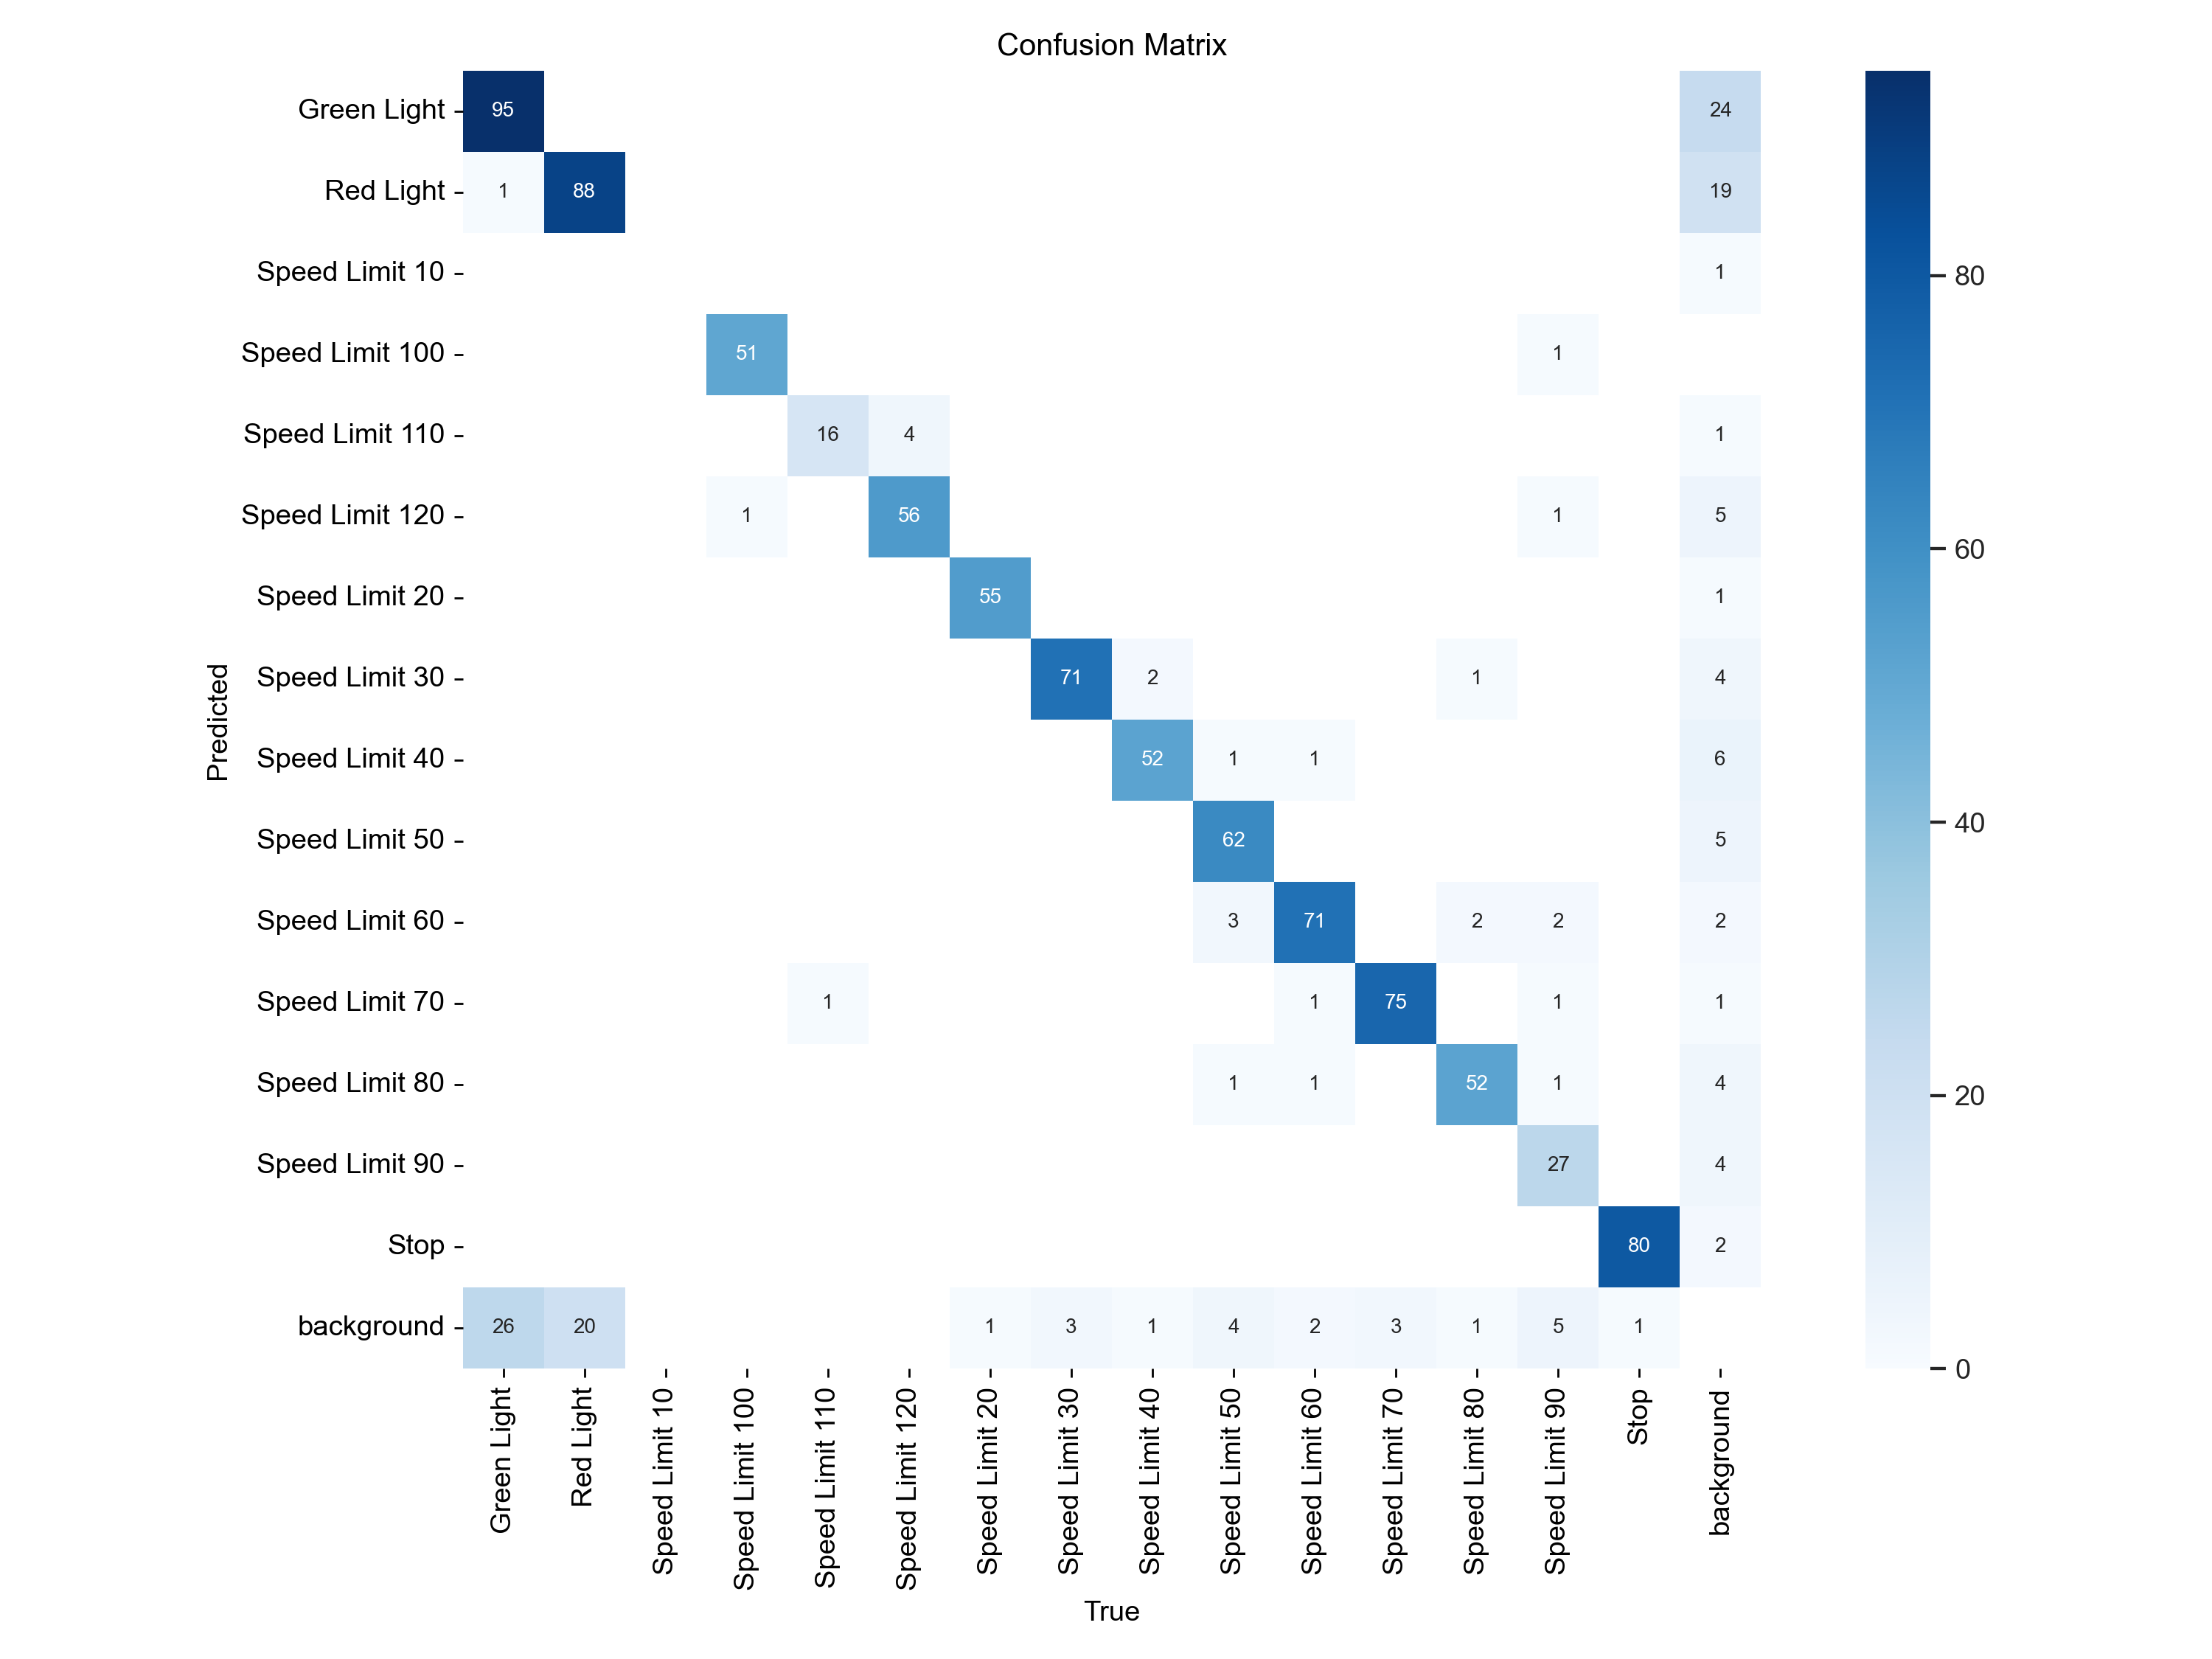 Confusion Matrix
Green Light 95 24
Red Light 1 88 19
Speed Limit 10 1
Speed Limit 100 51 1
Speed Limit 110 16 4 1
Speed Limit 120 1 56 1 5
Speed Limit 20 55 1
Speed Limit 30 71 2 1 4
Speed Limit 40 52 1 1 6
Speed Limit 50 62 5
Speed Limit 60 3 71 2 2 2
Speed Limit 70 1 1 75 1 1
Speed Limit 80 1 1 52 1 4
Speed Limit 90 27 4
Stop 80 2
background 26 20 1 3 1 4 2 3 1 5 1
Predicted
Green Light
Red Light
Speed Limit 10
Speed Limit 100
Speed Limit 110
Speed Limit 120
Speed Limit 20
Speed Limit 30
Speed Limit 40
Speed Limit 50
Speed Limit 60
Speed Limit 70
Speed Limit 80
Speed Limit 90
Stop
background
True
80
60
40
20
0